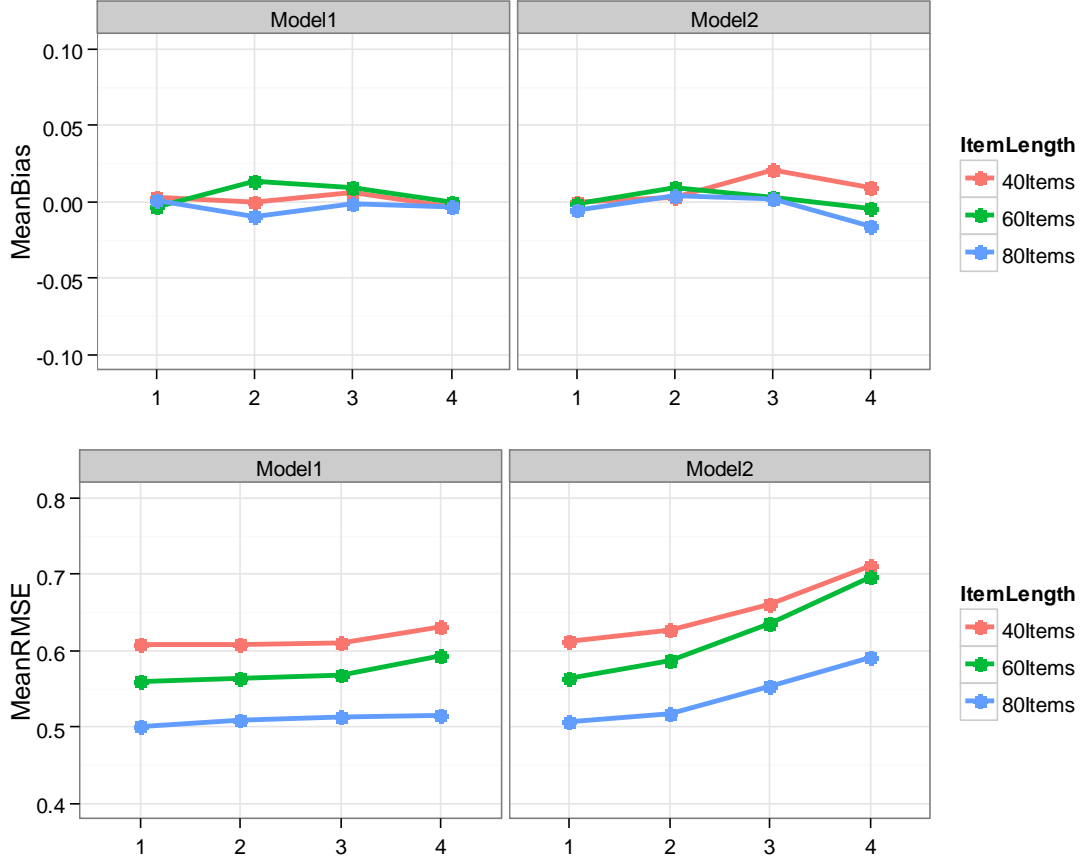 Model1 Model2
MeanBias
0.10
0.05
0.00
-0.05
-0.10
1 2 3 4 1 2 3 4
ItemLength
40Items
60Items
80Items
Model1 Model2
MeanRMSE
0.8
0.7
0.6
0.5
0.4
1 2 3 4 1 2 3 4
ItemLength
40Items
60Items
80Items